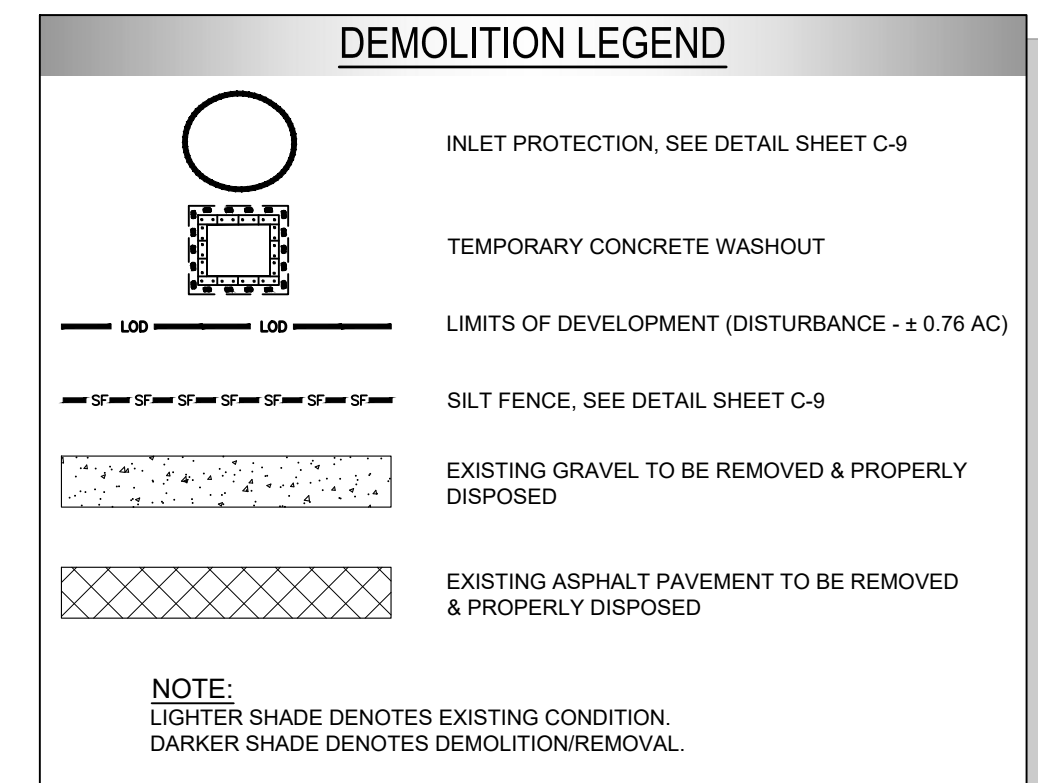 DEMOLITION LEGEND
INLET PROTECTION, SEE DETAIL SHEET C-9
TEMPORARY CONCRETE WASHOUT
LOD LOD
LIMITS OF DEVELOPMENT (DISTURBANCE - ± 0.76 AC)
SF SF SF SF SF SF SF
SILT FENCE, SEE DETAIL SHEET C-9
EXISTING GRAVEL TO BE REMOVED & PROPERLY
DISPOSED
EXISTING ASPHALT PAVEMENT TO BE REMOVED
& PROPERLY DISPOSED
NOTE:
LIGHTER SHADE DENOTES EXISTING CONDITION.
DARKER SHADE DENOTES DEMOLITION/REMOVAL.